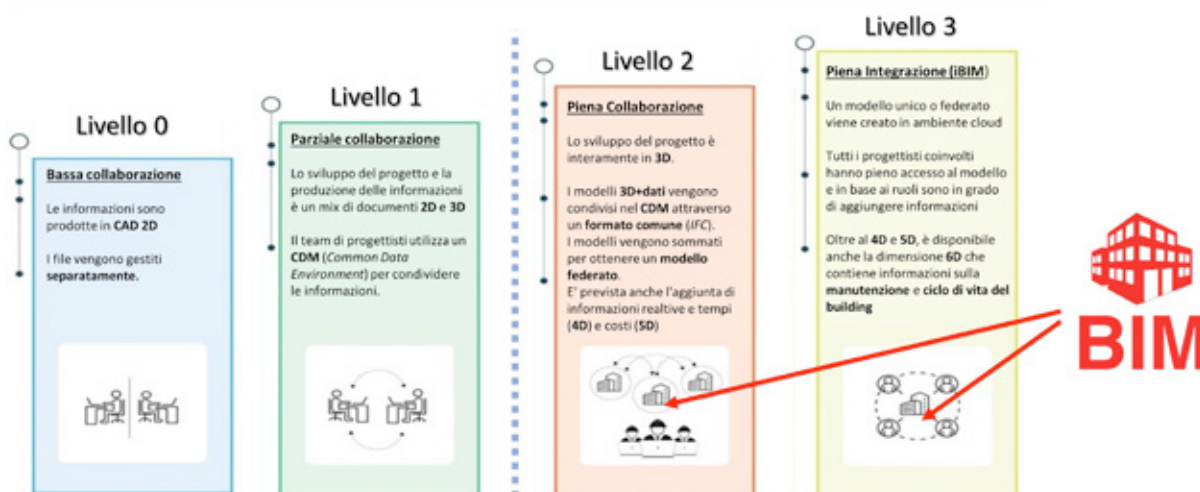 Livello 0
Bassa collaborazione
Le informazioni sono
prodotte in CAD 2D
I file vengono gestiti
separatamente.
Livello 1
Parziale collaborazione
Lo sviluppo del progetto e la
produzione delle informazioni
è un mix di documenti 2D e 3D
Il team di progettisti utilizza un
CDM (Common Data
Environment) per condividere
le informazioni.
Livello 2
Piena Collaborazione
Lo sviluppo del progetto è
interamente in 3D.
I modelli 3D+dati vengono
condivisi nel CDM attraverso
un formato comune (IFC).
I modelli vengono sommati
per ottenere un modello
federato.
E' prevista anche l'aggiunta di
informazioni realtive e tempi
(4D) e costi (5D)
Livello 3
Piena Integrazione (iBIM)
Un modello unico o federato
viene creato in ambiente cloud
Tutti i progettisti coinvolti
hanno pieno accesso al modello
e in base ai ruoli sono in grado
di aggiungere informazioni
Oltre al 4D e 5D, è disponibile
anche la dimensione 6D che
contiene informazioni sulla
manutenzione e ciclo di vita del
building
BIM